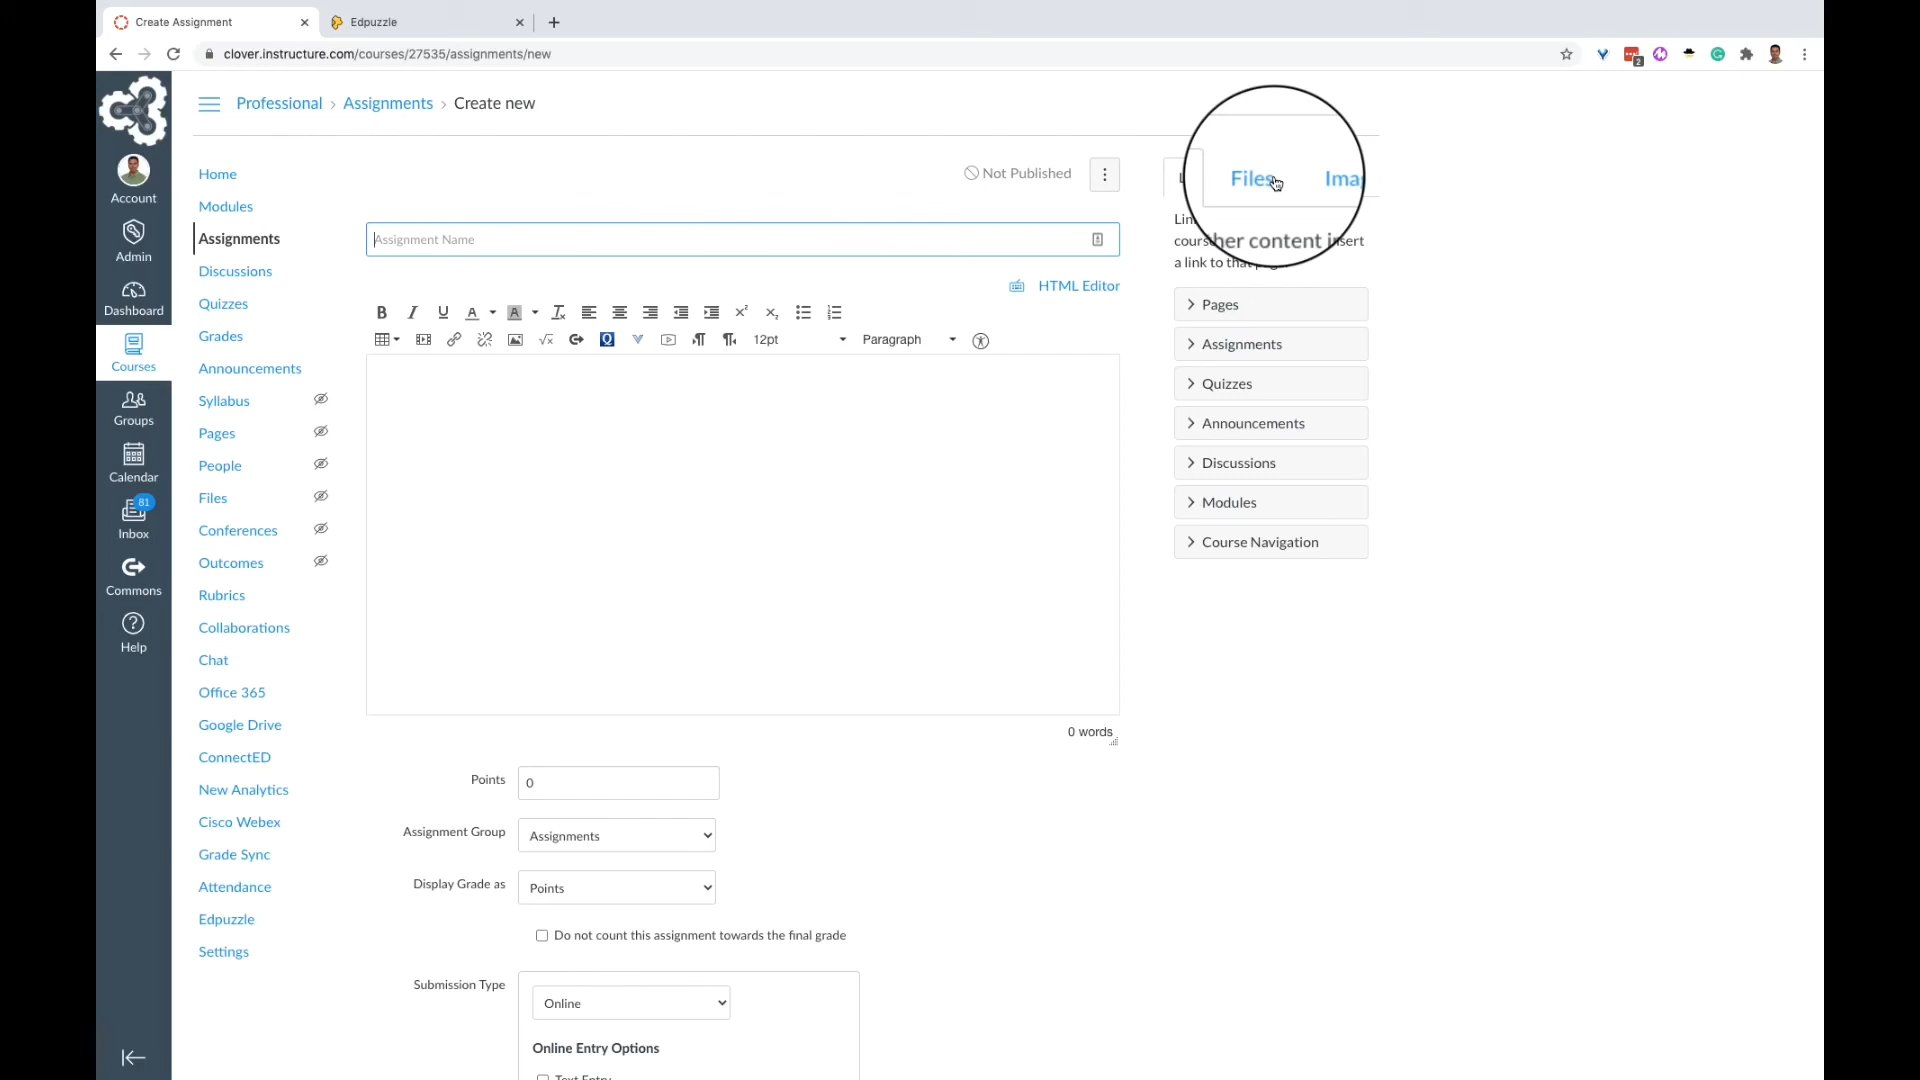 Create Assignment
Edpuzzle
clover.instructure.com/courses/27535/assignments/new
2
Professional › Assignments › Create new
Account
Admin
Dashboard
Courses
Groups
Calendar
81
Inbox
Commons
Help
Home
Modules
Assignments
Discussions
Quizzes
Grades
Announcements
Syllabus
Pages
People
Files
Conferences
Outcomes
Rubrics
Collaborations
Chat
Office 365
Google Drive
ConnectED
New Analytics
Cisco Webex
Grade Sync
Attendance
Edpuzzle
Settings
Not Published
Assignment Name
HTML Editor
12pt
Paragraph
0 words
Points
0
Assignment Group
Assignments
Display Grade as
Points
Do not count this assignment towards the final grade
Submission Type
Online
Online Entry Options
Text Entry
Files
her content insert
a link to that
Pages
Assignments
Quizzes
Announcements
Discussions
Modules
Course Navigation